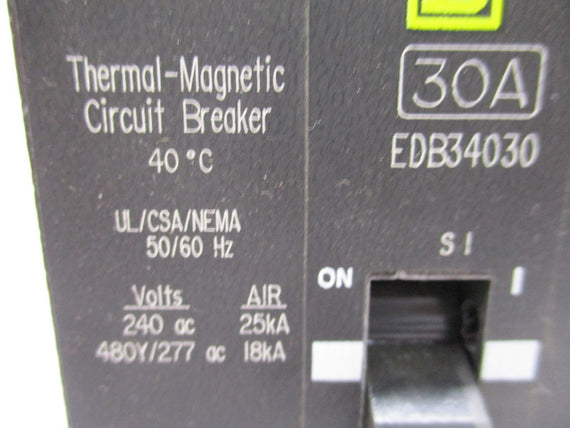 Thermal-Magnetic
Circuit Breaker
40 °C
UL/CSA/NEMA
50/60 Hz
Volts AIR
240 ac 25kA
480Y/277 ac 18kA
30A
EDB34030
S I
ON I